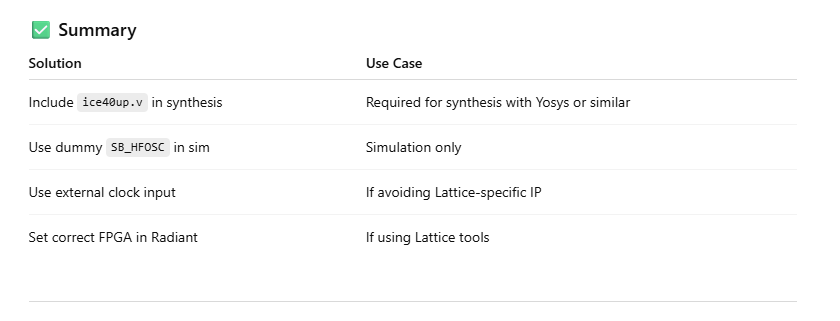 ✅ Summary
Solution Use Case
Include ice40up.v in synthesis Required for synthesis with Yosys or similar
Use dummy SB_HFOSC in sim Simulation only
Use external clock input If avoiding Lattice-specific IP
Set correct FPGA in Radiant If using Lattice tools